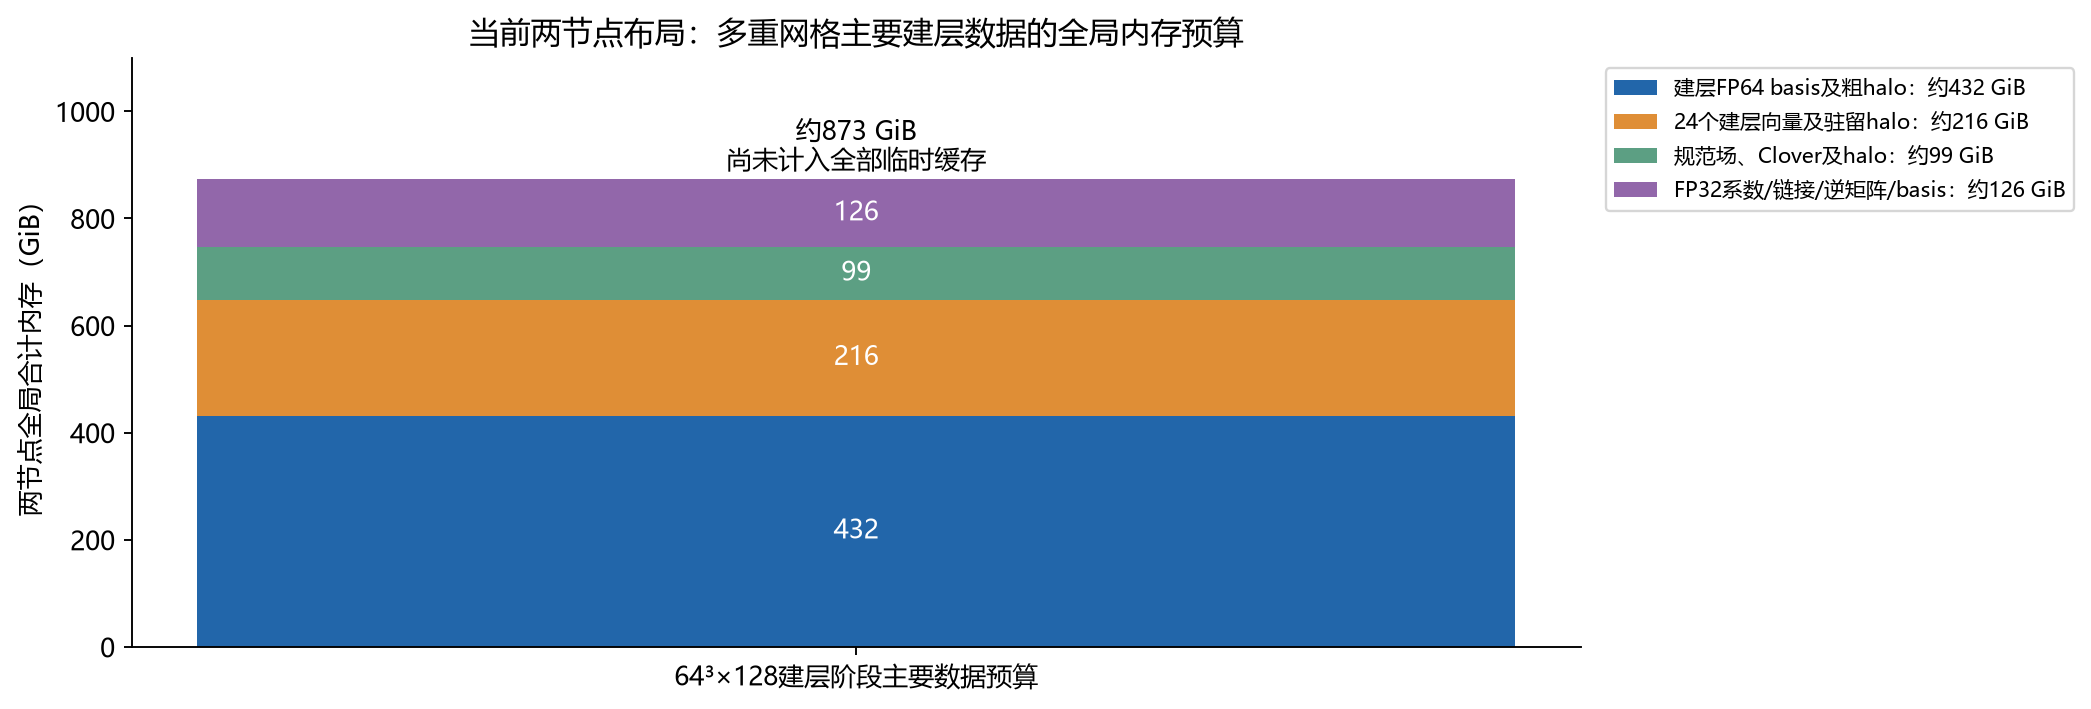 当前两节点布局：多重网格主要建层数据的全局内存预算
两节点全局合计内存（GiB）
1000
800
600
400
200
0
约873 GiB
尚未计入全部临时缓存
126
99
216
432
64³×128建层阶段主要数据预算
建层FP64 basis及粗halo：约432 GiB
24个建层向量及驻留halo：约216 GiB
规范场、Clover及halo：约99 GiB
FP32系数/链接/逆矩阵/basis：约126 GiB